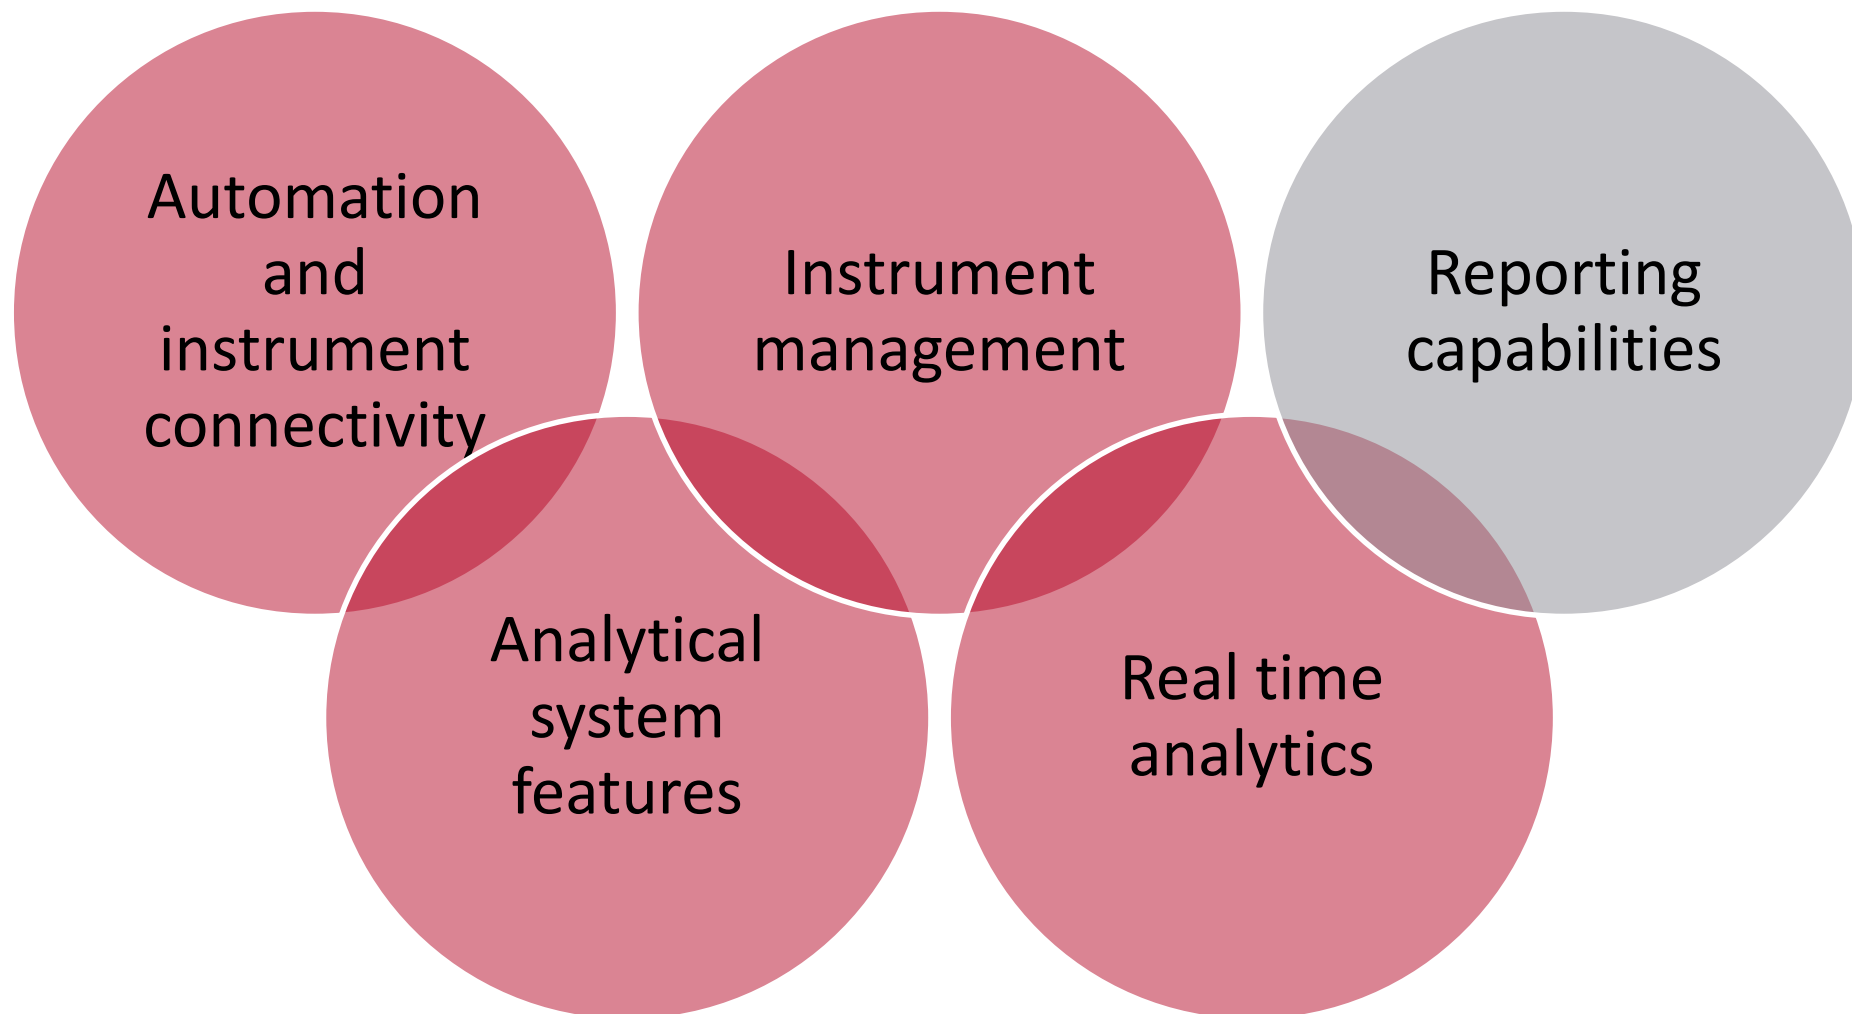 Automation
and
instrument
connectivity
Analytical
system
features
Instrument
management
Real time
analytics
Reporting
capabilities